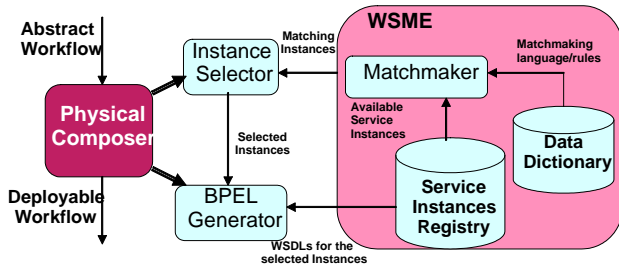 Abstract
Workflow
Physical
Composer
Deployable
Workflow
Instance
Selector
Selected
Instances
BPEL
Generator
Matching
Instances
WSME
Matchmaker
Matchmaking
language/rules
Available
Service
Instances
Data
Dictionary
Service
Instances
Registry
WSDLs for the
selected Instances